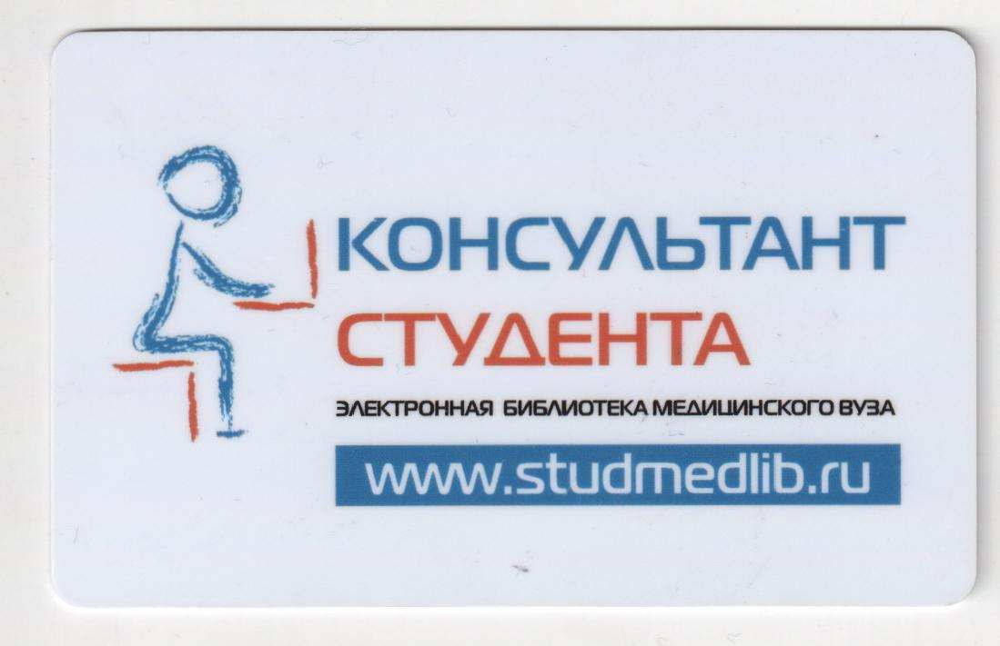 КОНСУЛЬТАНТ
СТУДЕНТА
ЭЛЕКТРОННАЯ БИБЛИОТЕКА МЕДИЦИНСКОГО ВУЗА
www.studmedlib.ru